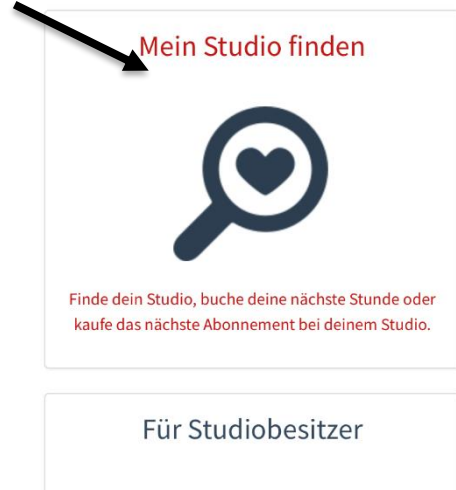 Mein Studio finden
Finde dein Studio, buche deine nächste Stunde oder
kaufe das nächste Abonnement bei deinem Studio.
Für Studiobesitzer